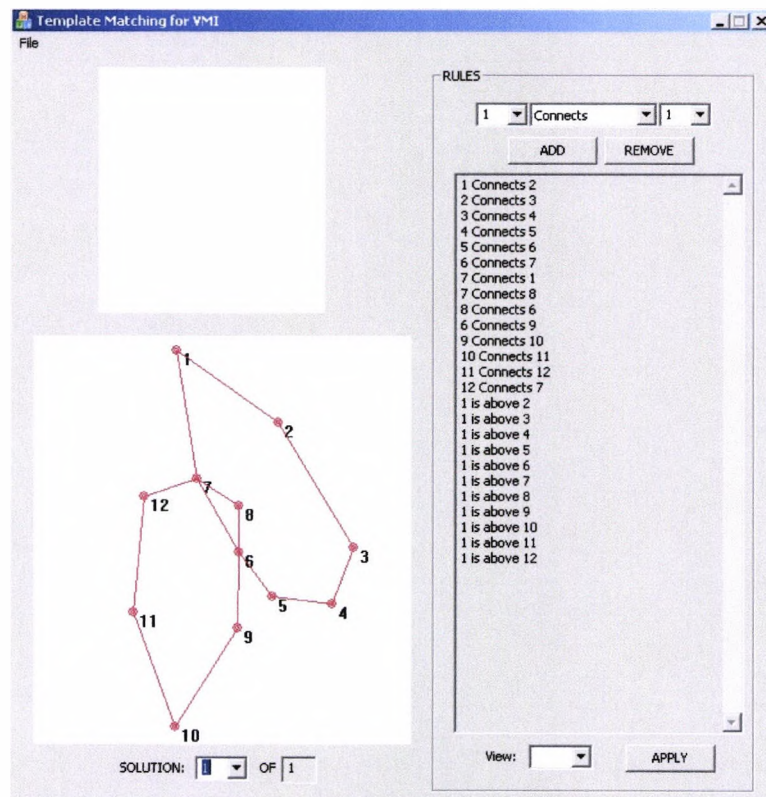 Template Matching for VMI
File
RULES
1 Connects 1
ADD REMOVE
1 Connects 2
2 Connects 3
3 Connects 4
4 Connects 5
5 Connects 6
6 Connects 7
7 Connects 1
7 Connects 8
8 Connects 6
6 Connects 9
9 Connects 10
10 Connects 11
11 Connects 12
12 Connects 7
1 is above 2
1 is above 3
1 is above 4
1 is above 5
1 is above 6
1 is above 7
1 is above 8
1 is above 9
1 is above 10
1 is above 11
1 is above 12
1
2
7
12
8
6
3
5
4
11
9
10
SOLUTION: 1 OF 1
View: APPLY